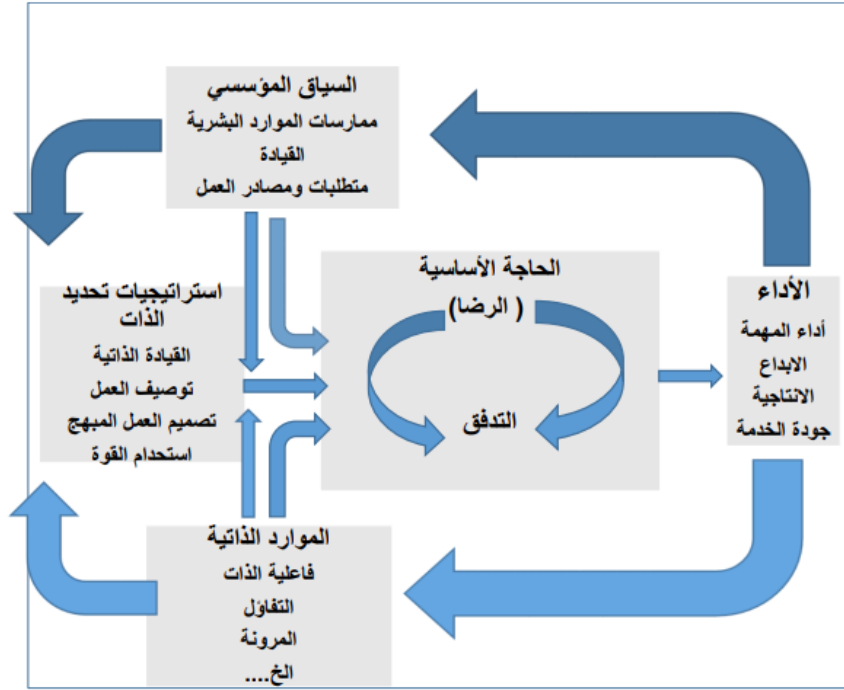 السياق المؤسسي
ممارسات الموارد البشرية
القيادة
متطلبات ومصادر العمل
الحاجة الأساسية
( الرضا)
التدفق
الأداء
أداء المهمة
الابداع
الانتاجية
جودة الخدمة
استراتيجيات تحديد
الذات
القيادة الذاتية
توصيف العمل
تصميم العمل المبهج
استحدام القوة
الموارد الذاتية
فاعلية الذات
التفاؤل
المرونة
الخ....